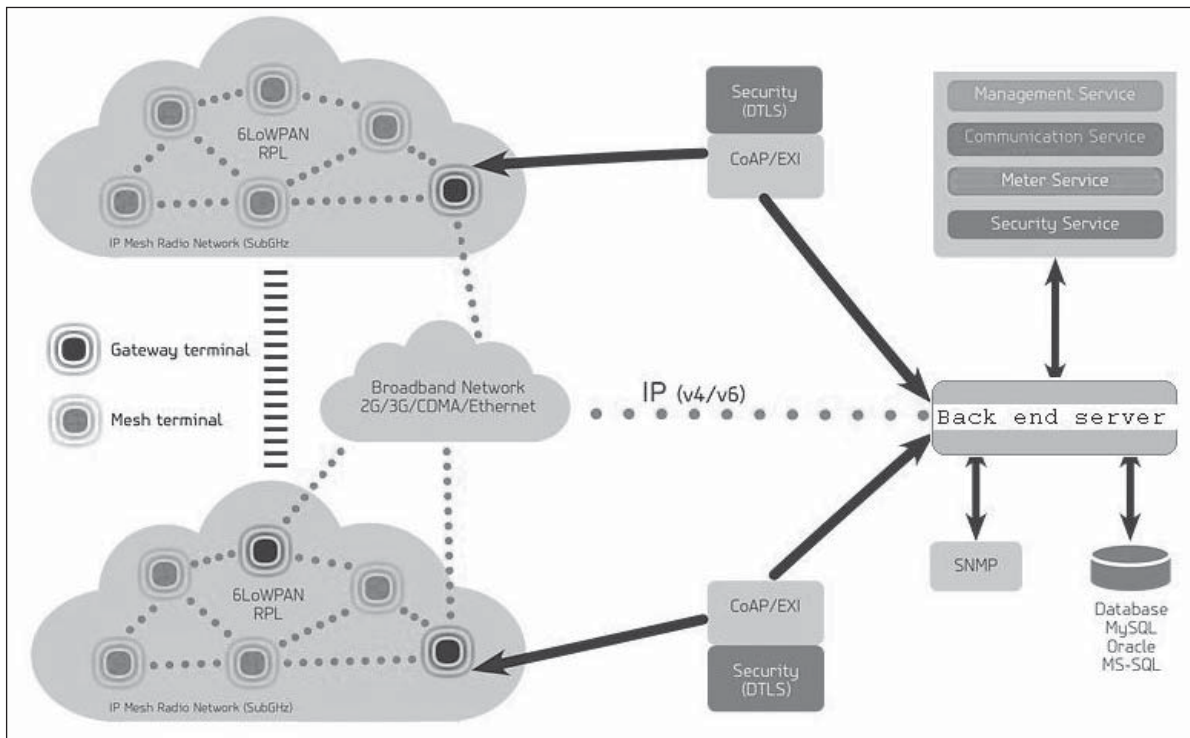 6LoWPAN
RPL
IP Mesh Radio Network (SubGHz
Security
(DTLS)
CoAP/EXI
Management Service
Communication Service
Meter Service
Security Service
Gateway terminal
Mesh terminal
Broadband Network
2G/3G/CDMA/Ethernet
IP (v4/v6)
Back end server
6LoWPAN
RPL
IP Mesh Radio Network (SubGHz)
CoAP/EXI
Security
(DTLS)
SNMP
Database
MySQL
Oracle
MS-SQL